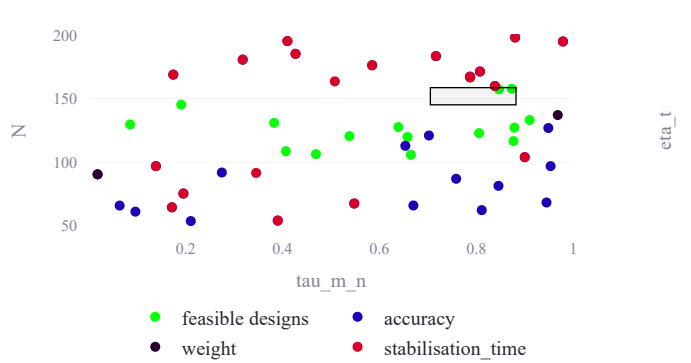 200
150
100
50
N
0.2 0.4 0.6 0.8 1
tau_m_n
eta_t
feasible designs accuracy
weight stabilisation_time